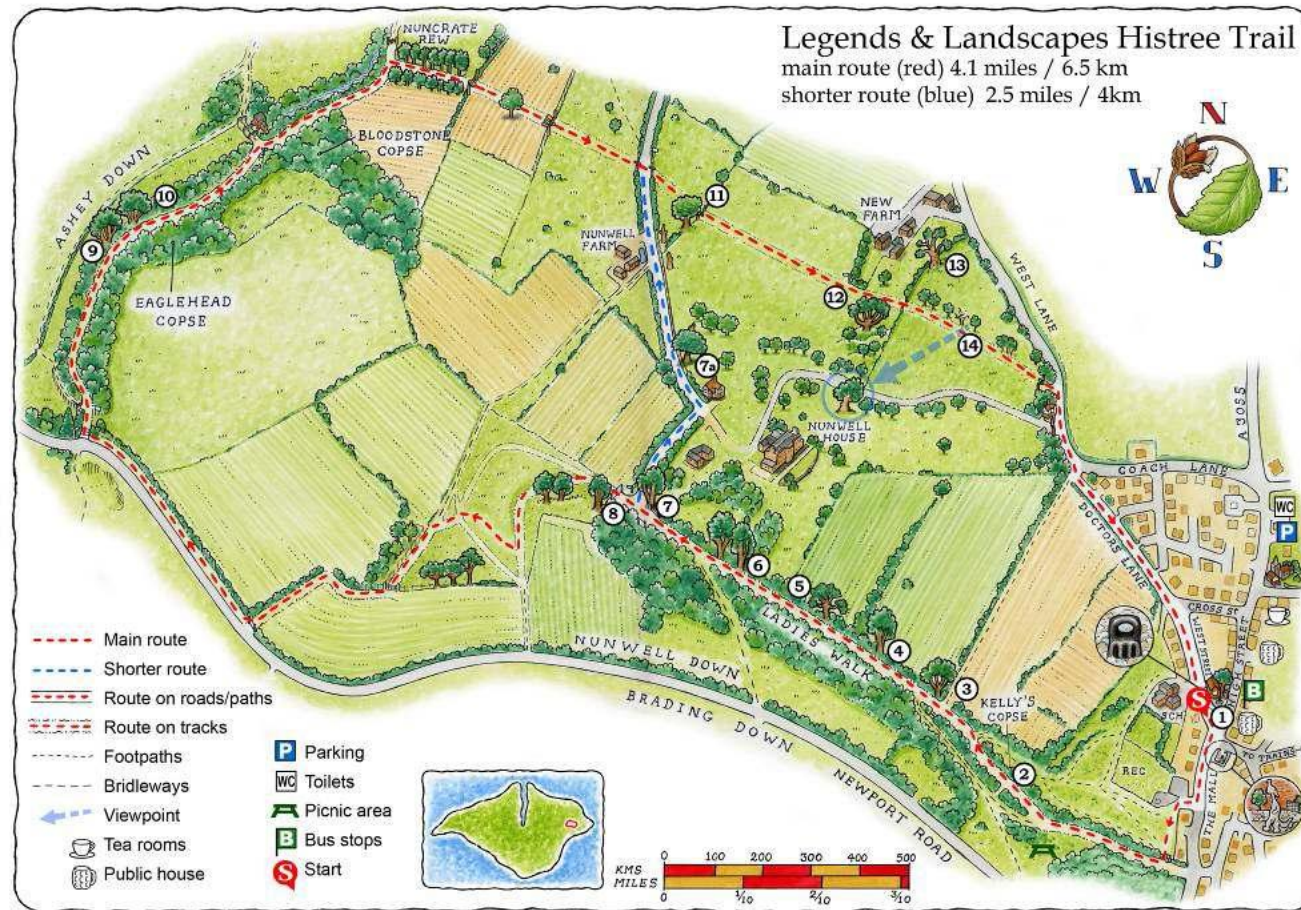 Legends & Landscapes Histree Trail
main route (red) 4.1 miles / 6.5 km
shorter route (blue) 2.5 miles / 4km
N
W
E
S
NUNCRATE
REW
BLOODSTONE
COPSE
ASHEY DOWN
10
9
EAGLEHEAD
COPSE
NUNWELL
FARM
11
NEW
FARM
13
12
14
WEST LANE
7a
NUNWELL
HOUSE
A3055
COACH LANE
DOCTORS LANE
WC
P
CROSS ST
WEST STREET
HIGH STREET
8
7
6
5
4
3
LADIES WALK
KELLY'S
COPSE
2
SCH
S
1
B
REC
TO TRAINS
THE MALL
NUNWELL DOWN
BRADING DOWN
NEWPORT ROAD
Main route
Shorter route
Route on roads/paths
Route on tracks
Footpaths
Bridleways
Viewpoint
Tea rooms
Public house
P Parking
WC Toilets
Picnic area
B Bus stops
S Start
0 100 200 300 400 500
KMS
MILES
1/10 2/10 3/10